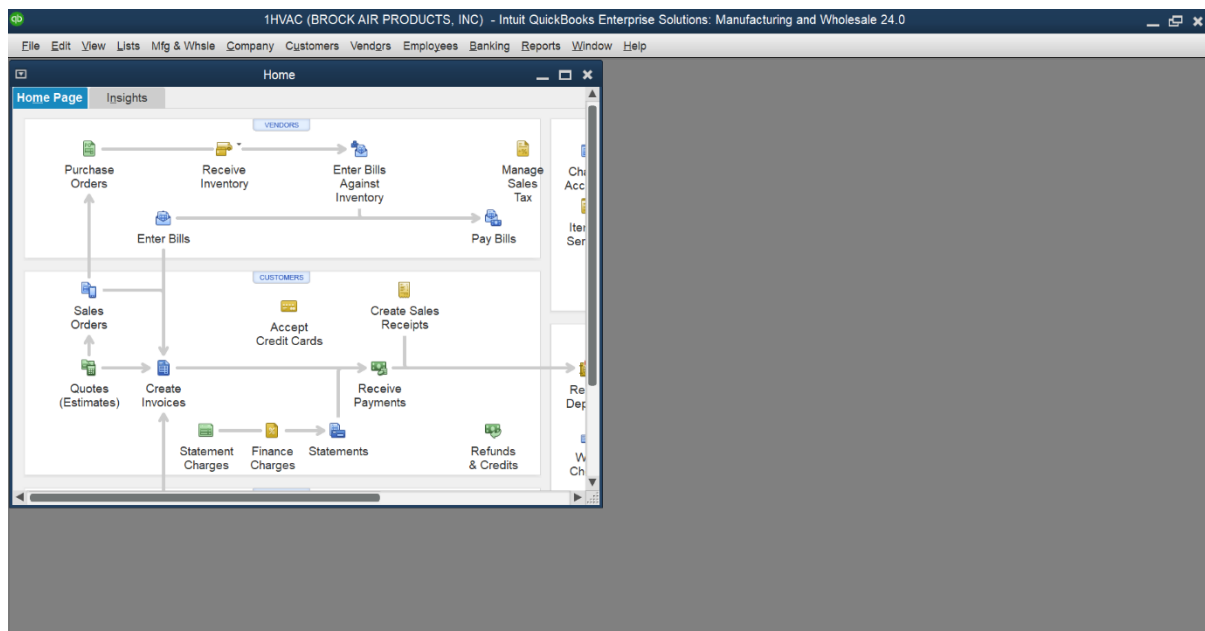 qb
1HVAC (BROCK AIR PRODUCTS, INC) - Intuit QuickBooks Enterprise Solutions: Manufacturing and Wholesale 24.0
File Edit View Lists Mfg & Whsle Company Customers Vendors Employees Banking Reports Window Help
Home
Home Page Insights
VENDORS
Purchase
Orders
Receive
Inventory
Enter Bills
Against
Inventory
Manage
Sales
Tax
Enter Bills
Pay Bills
CUSTOMERS
Sales
Orders
Accept
Credit Cards
Create Sales
Receipts
Quotes
(Estimates)
Create
Invoices
Receive
Payments
Statement
Charges
Finance
Charges
Statements
Refunds
& Credits